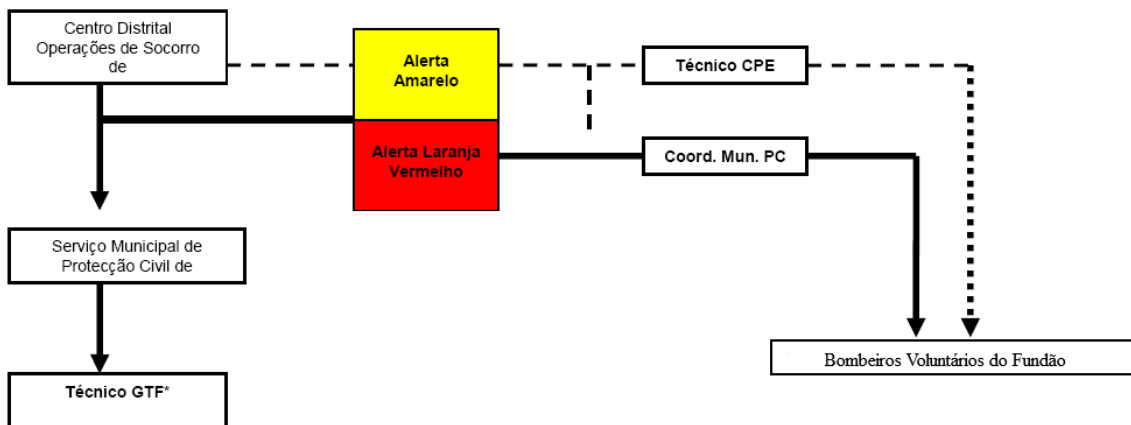 Centro Distrital
Operações de Socorro
de
Alerta
Amarelo
Técnico CPE
Alerta Laranja
Vermelho
Coord. Mun. PC
Serviço Municipal de
Protecção Civil de
Bombeiros Voluntários do Fundão
Técnico GTF*